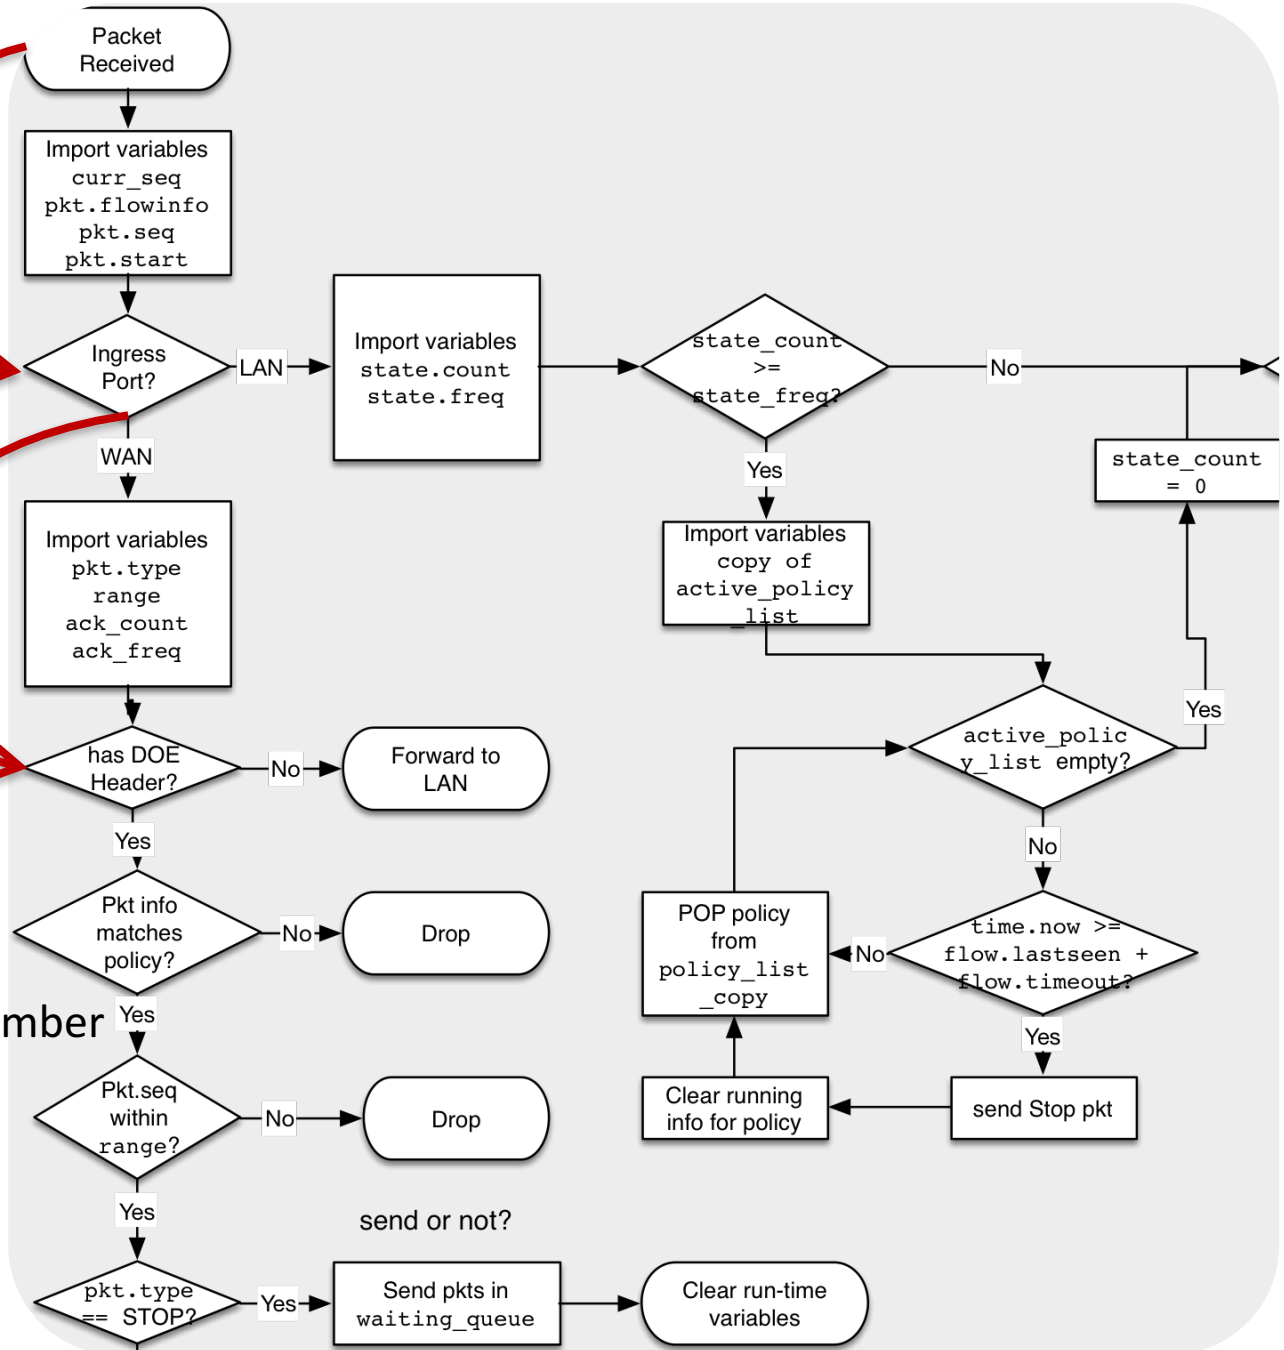 Packet
Received
Import variables
curr_seq
pkt.flowinfo
pkt.seq
pkt.start
Ingress
Port?
LAN
Import variables
state.count
state.freq
state_count
>=
state_freq?
No
WAN
Yes
state_count
= 0
Import variables
pkt.type
range
ack_count
ack_freq
Import variables
copy of
active_policy
_list
Yes
has DOE
Header?
No
Forward to
LAN
active_polic
y_list empty?
Yes
No
Pkt info
matches
policy?
No
Drop
POP policy
from
policy_list
_copy
No
time.now >=
flow.lastseen +
flow.timeout?
mber
Yes
Yes
Pkt.seq
within
range?
No
Drop
Clear running
info for policy
send Stop pkt
Yes
send or not?
pkt.type
== STOP?
Yes
Send pkts in
waiting_queue
Clear run-time
variables